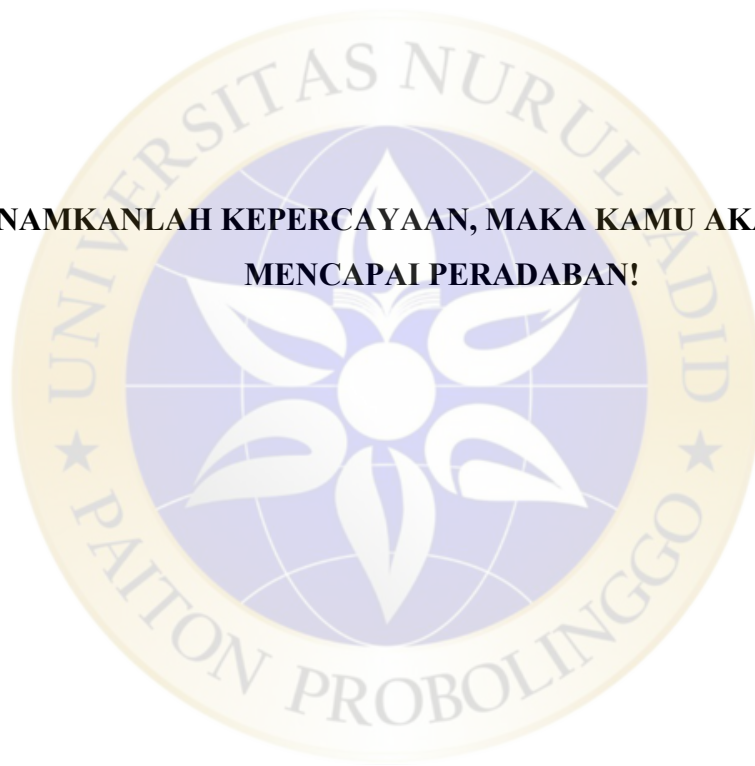 NAMKANLAH KEPERCAYAAN, MAKA KAMU AKA
MENCAPAI PERADABAN!
UNIVERSITAS NURUL JADID
★ PAITON PROBOLINGGO ★